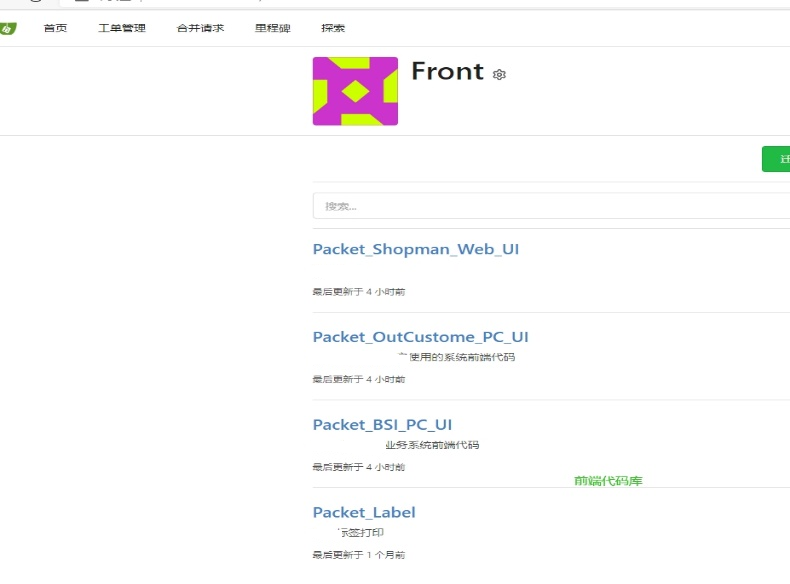 首页 工单管理 合并请求 里程碑 探索
Front
搜索...
Packet_Shopman_Web_UI
最后更新于 4 小时前
Packet_OutCustome_PC_UI
使用的系统前端代码
最后更新于 4 小时前
Packet_BSI_PC_UI
业务系统前端代码
最后更新于 4 小时前
前端代码库
Packet_Label
标签打印
最后更新于 1 个月前